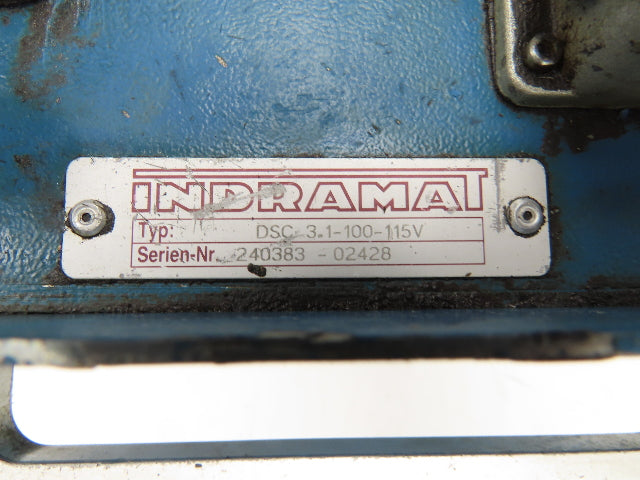 INDRAMAT
Typ: DSC 3.1-100-115V
Serien-Nr. 240383 - 02428